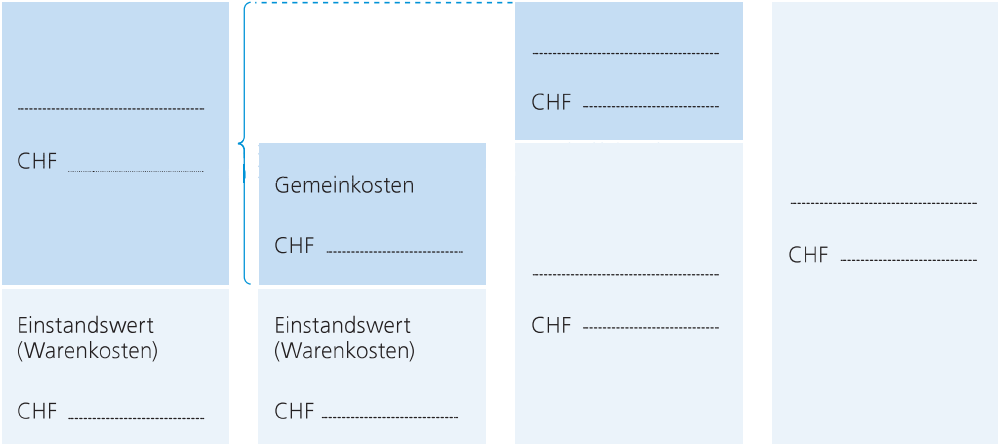 CHF
Einstandswert
(Warenkosten)
CHF
Gemeinkosten
CHF
Einstandswert
(Warenkosten)
CHF
CHF
CHF
CHF